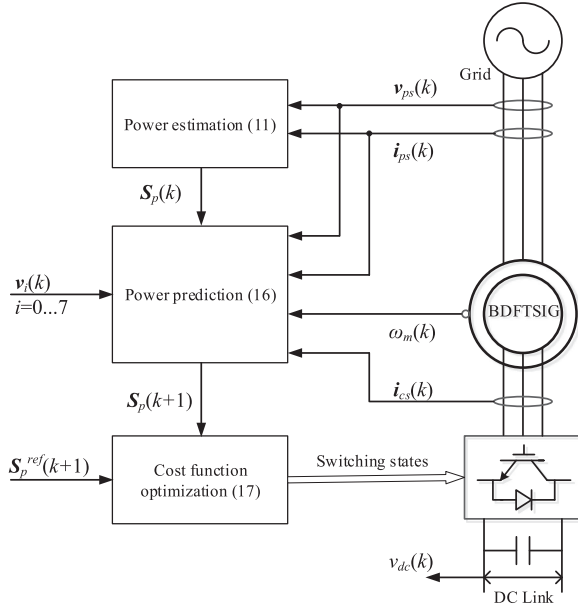 Grid
v_ps(k)
Power estimation (11)
i_ps(k)
S_p(k)
v_i(k)
i=0...7
Power prediction (16)
BDFTSIG
ω_m(k)
i_cs(k)
S_p(k+1)
S_p^ref(k+1)
Cost function
optimization (17)
Switching states
v_dc(k)
DC Link